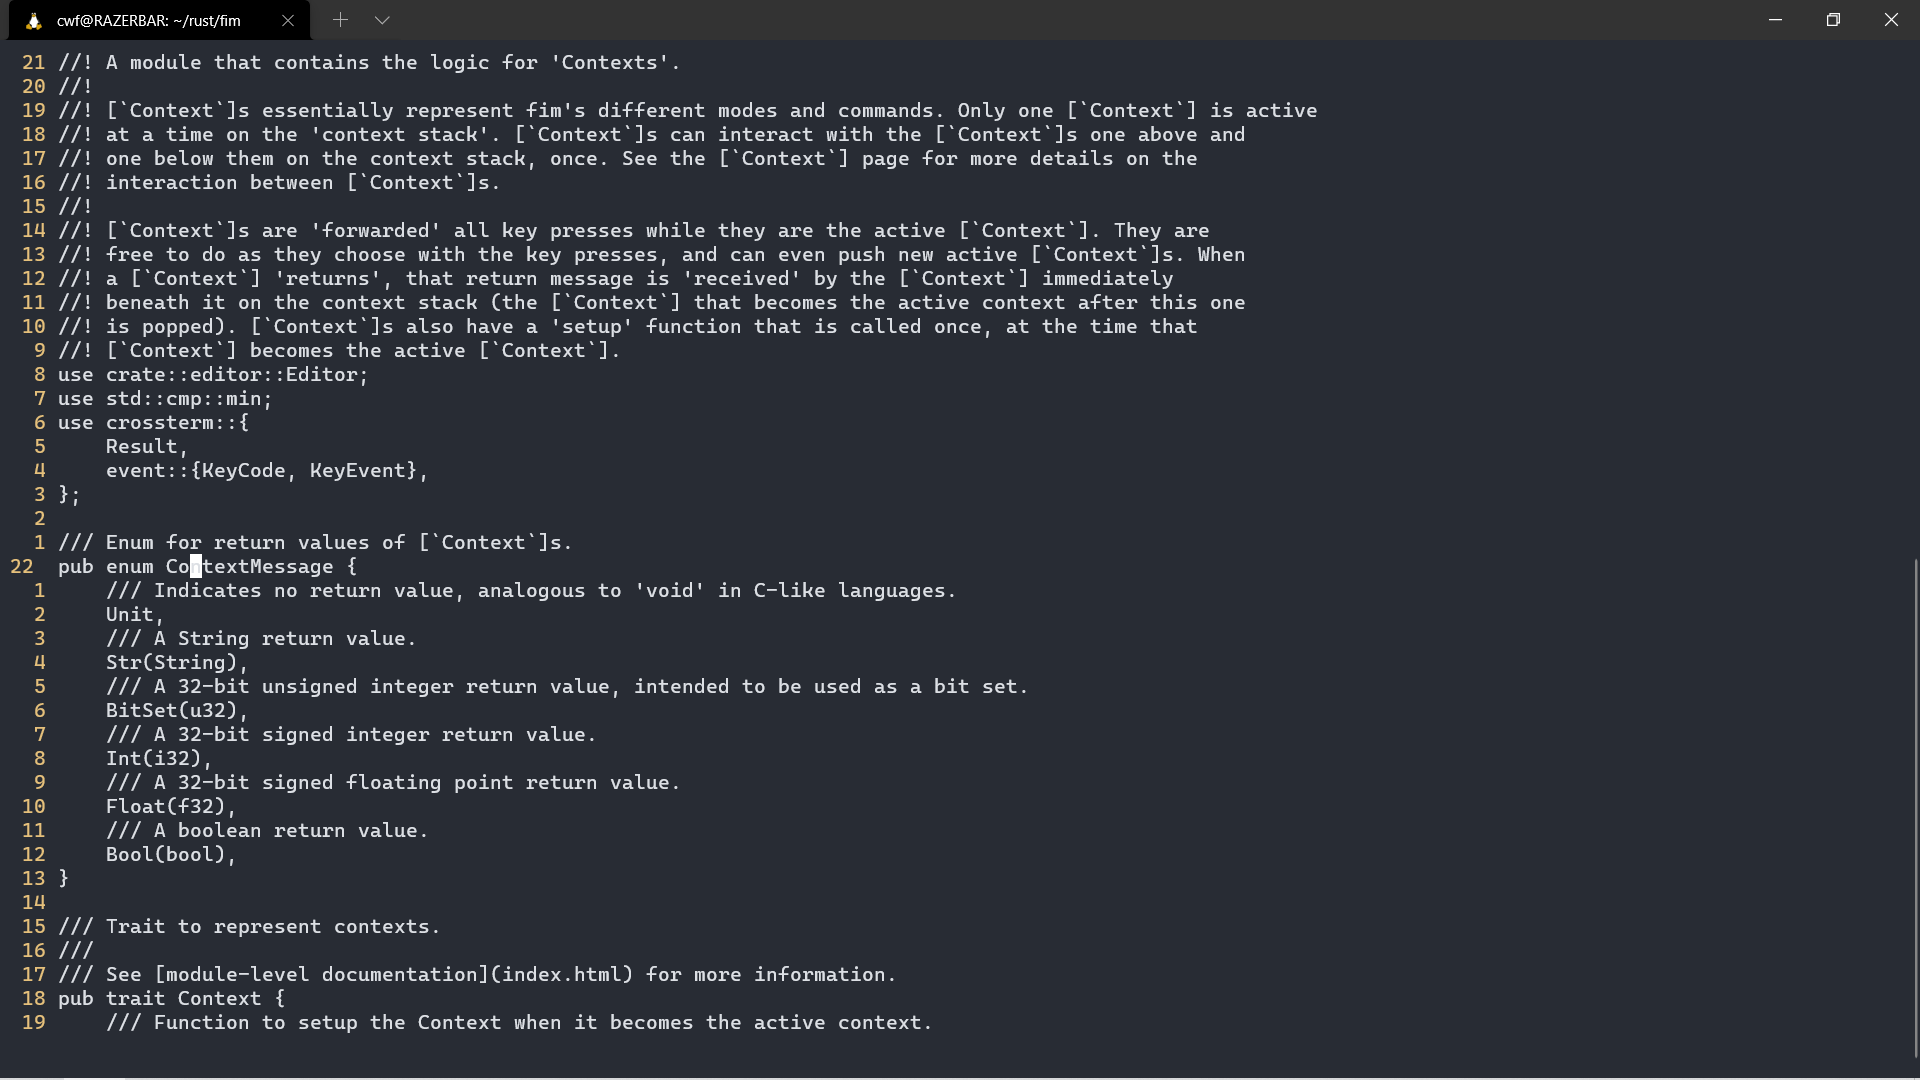 cwf@RAZERBAR: ~/rust/fim
21 //! A module that contains the logic for 'Contexts'.
20 //!
19 //! [`Context`]s essentially represent fim's different modes and commands. Only one [`Context`] is active
18 //! at a time on the 'context stack'. [`Context`]s can interact with the [`Context`]s one above and
17 //! one below them on the context stack, once. See the [`Context`] page for more details on the
16 //! interaction between [`Context`]s.
15 //!
14 //! [`Context`]s are 'forwarded' all key presses while they are the active [`Context`]. They are
13 //! free to do as they choose with the key presses, and can even push new active [`Context`]s. When
12 //! a [`Context`] 'returns', that return message is 'received' by the [`Context`] immediately
11 //! beneath it on the context stack (the [`Context`] that becomes the active context after this one
10 //! is popped). [`Context`]s also have a 'setup' function that is called once, at the time that
 9 //! [`Context`] becomes the active [`Context`].
 8 use crate::editor::Editor;
 7 use std::cmp::min;
 6 use crossterm::{
 5     Result,
 4     event::{KeyCode, KeyEvent},
 3 };
 2
 1 /// Enum for return values of [`Context`]s.
22  pub enum ContextMessage {
 1     /// Indicates no return value, analogous to 'void' in C-like languages.
 2     Unit,
 3     /// A String return value.
 4     Str(String),
 5     /// A 32-bit unsigned integer return value, intended to be used as a bit set.
 6     BitSet(u32),
 7     /// A 32-bit signed integer return value.
 8     Int(i32),
 9     /// A 32-bit signed floating point return value.
10     Float(f32),
11     /// A boolean return value.
12     Bool(bool),
13 }
14
15 /// Trait to represent contexts.
16 ///
17 /// See [module-level documentation](index.html) for more information.
18 pub trait Context {
19     /// Function to setup the Context when it becomes the active context.